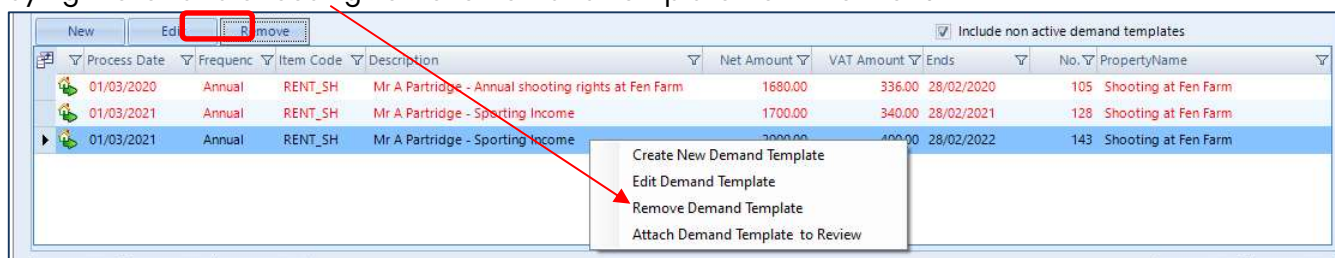 New Edit Remove Include non active demand templates
Process Date Frequenc Item Code Description Net Amount VAT Amount Ends No. PropertyName
01/03/2020 Annual RENT_SH Mr A Partridge - Annual shooting rights at Fen Farm 1680.00 336.00 28/02/2020 105 Shooting at Fen Farm
01/03/2021 Annual RENT_SH Mr A Partridge - Sporting Income 1700.00 340.00 28/02/2021 128 Shooting at Fen Farm
01/03/2021 Annual RENT_SH Mr A Partridge - Sporting Income 2000.00 400.00 28/02/2022 143 Shooting at Fen Farm
Create New Demand Template
Edit Demand Template
Remove Demand Template
Attach Demand Template to Review